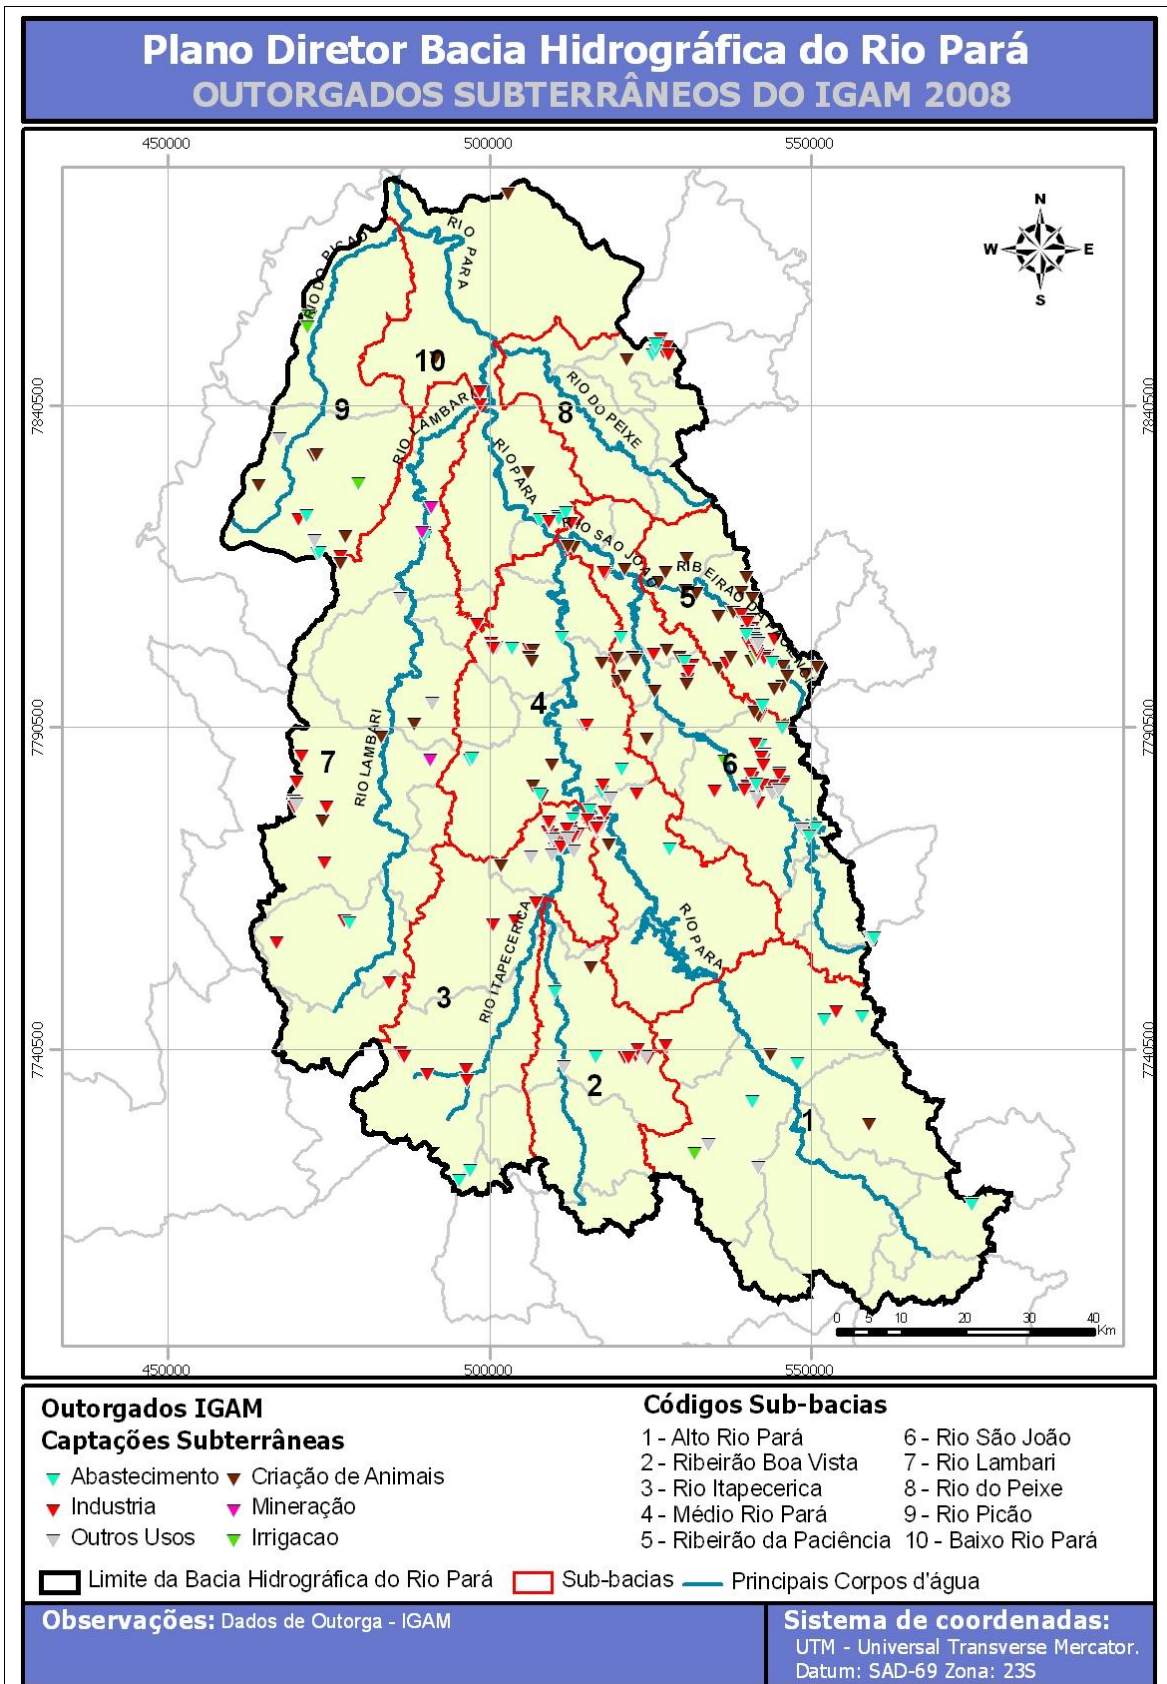 Plano Diretor Bacia Hidrográfica do Rio Pará
OUTORGADOS SUBTERRÂNEOS DO IGAM 2008
450000 500000 550000
N
W E
S
RIO DO PICAO
RIO PARA
10
9
8
RIO LAMBARI
RIO DO PEIXE
7840500 7840500
RIO PARA
RIO SAO JOAO
RIBEIRAO DA PACIENCIA
5
4
7790500 7790500
7
6
RIO LAMBARI
RIO PARA
RIO ITAPECERICA
3
7740500 7740500
2
1
0 5 10 20 30 40
Km
450000 500000 550000
Outorgados IGAM
Captações Subterrâneas
Abastecimento Criação de Animais
Industria Mineração
Outros Usos Irrigacao
Códigos Sub-bacias
1 - Alto Rio Pará 6 - Rio São João
2 - Ribeirão Boa Vista 7 - Rio Lambari
3 - Rio Itapecerica 8 - Rio do Peixe
4 - Médio Rio Pará 9 - Rio Picão
5 - Ribeirão da Paciência 10 - Baixo Rio Pará
Limite da Bacia Hidrográfica do Rio Pará Sub-bacias Principais Corpos d'água
Observações: Dados de Outorga - IGAM
Sistema de coordenadas:
UTM - Universal Transverse Mercator.
Datum: SAD-69 Zona: 23S